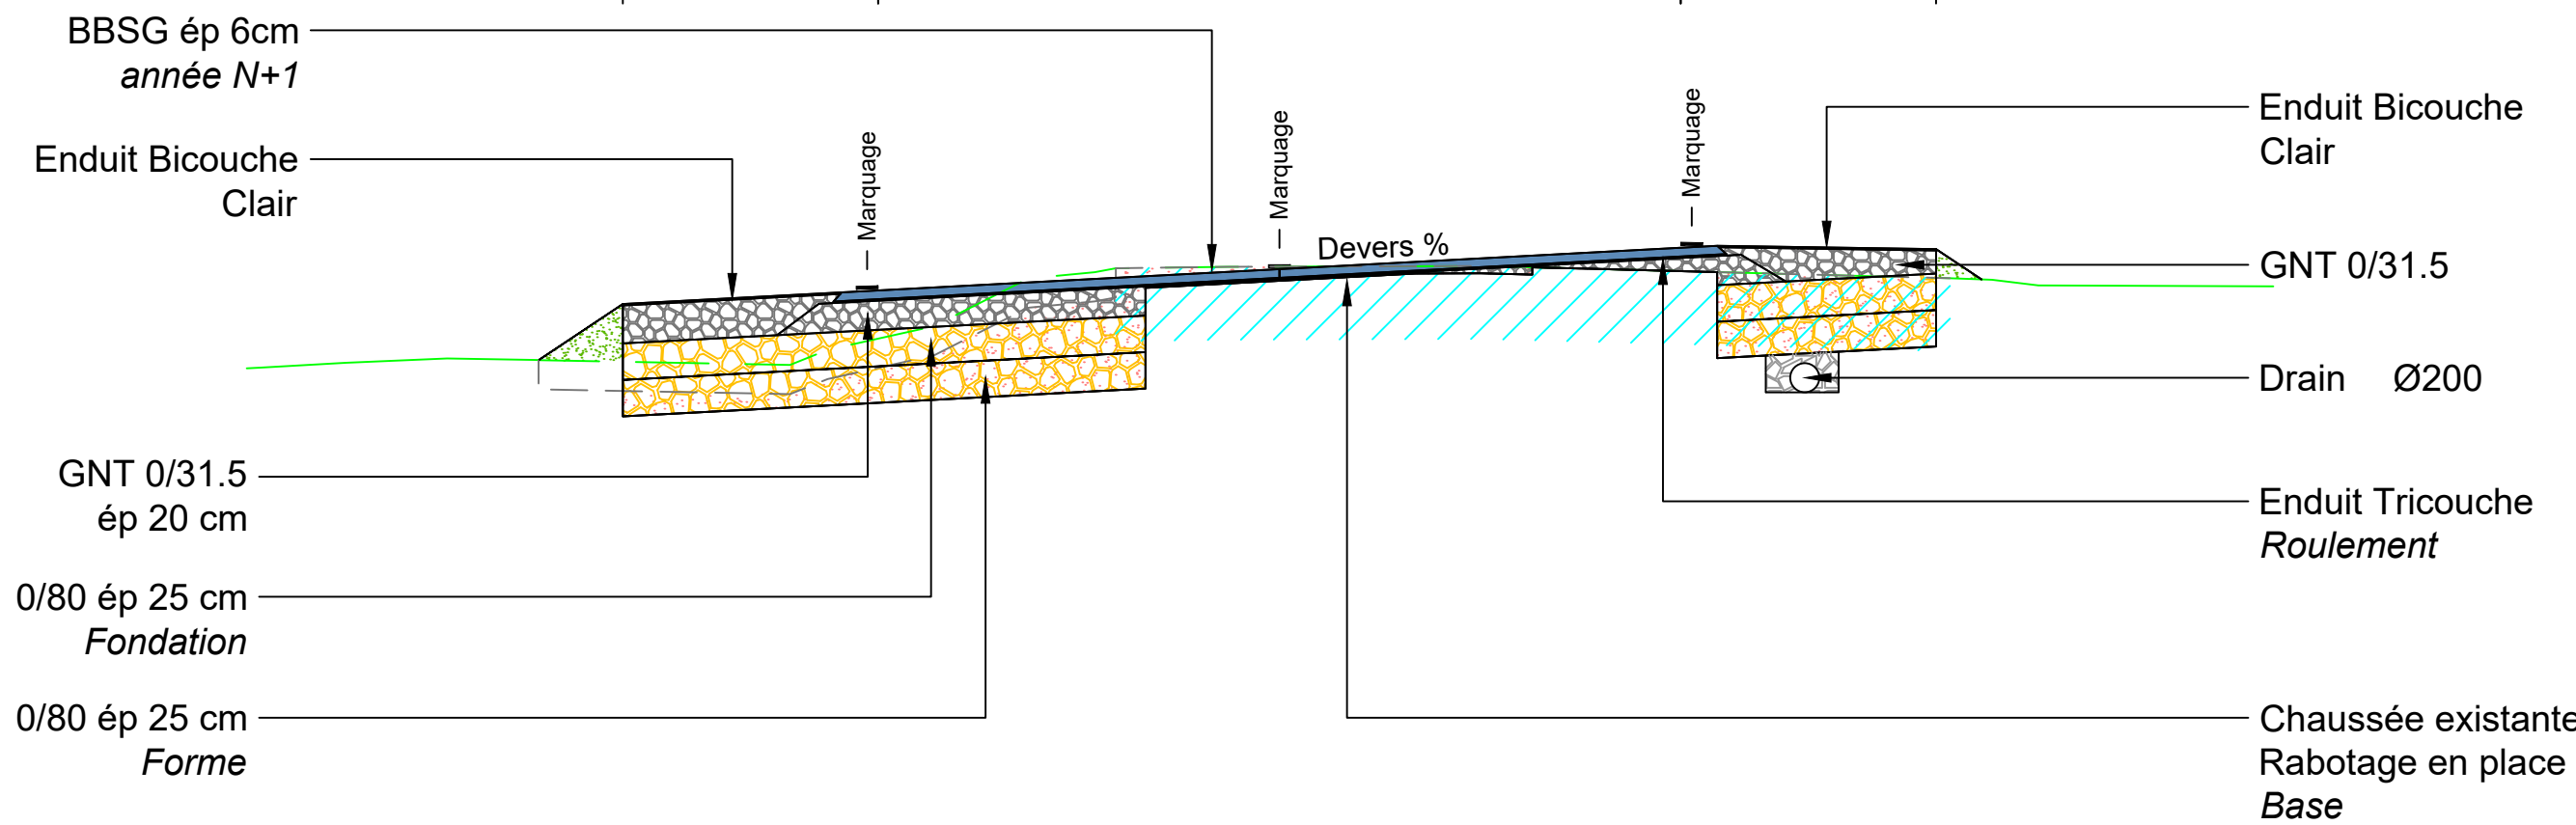 BBSG ép 6cm
année N+1
Enduit Bicouche
Clair
Marquage
Marquage
Marquage
Devers %
Enduit Bicouche
Clair
GNT 0/31.5
Drain Ø200
GNT 0/31.5
ép 20 cm
Enduit Tricouche
Roulement
0/80 ép 25 cm
Fondation
0/80 ép 25 cm
Forme
Chaussée existante
Rabotage en place
Base